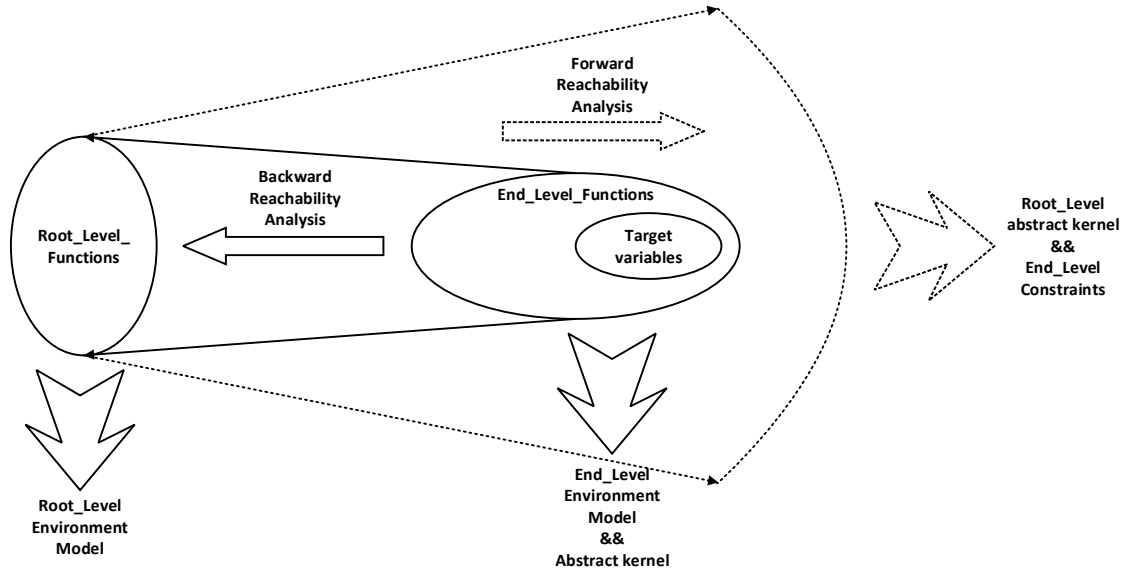 Forward
Reachability
Analysis
Backward
Reachability
Analysis
End_Level_Functions
Root_Level_
Functions
Target
variables
Root_Level
abstract kernel
&&
End_Level
Constraints
Root_Level
Environment
Model
End_Level
Environment
Model
&&
Abstract kernel